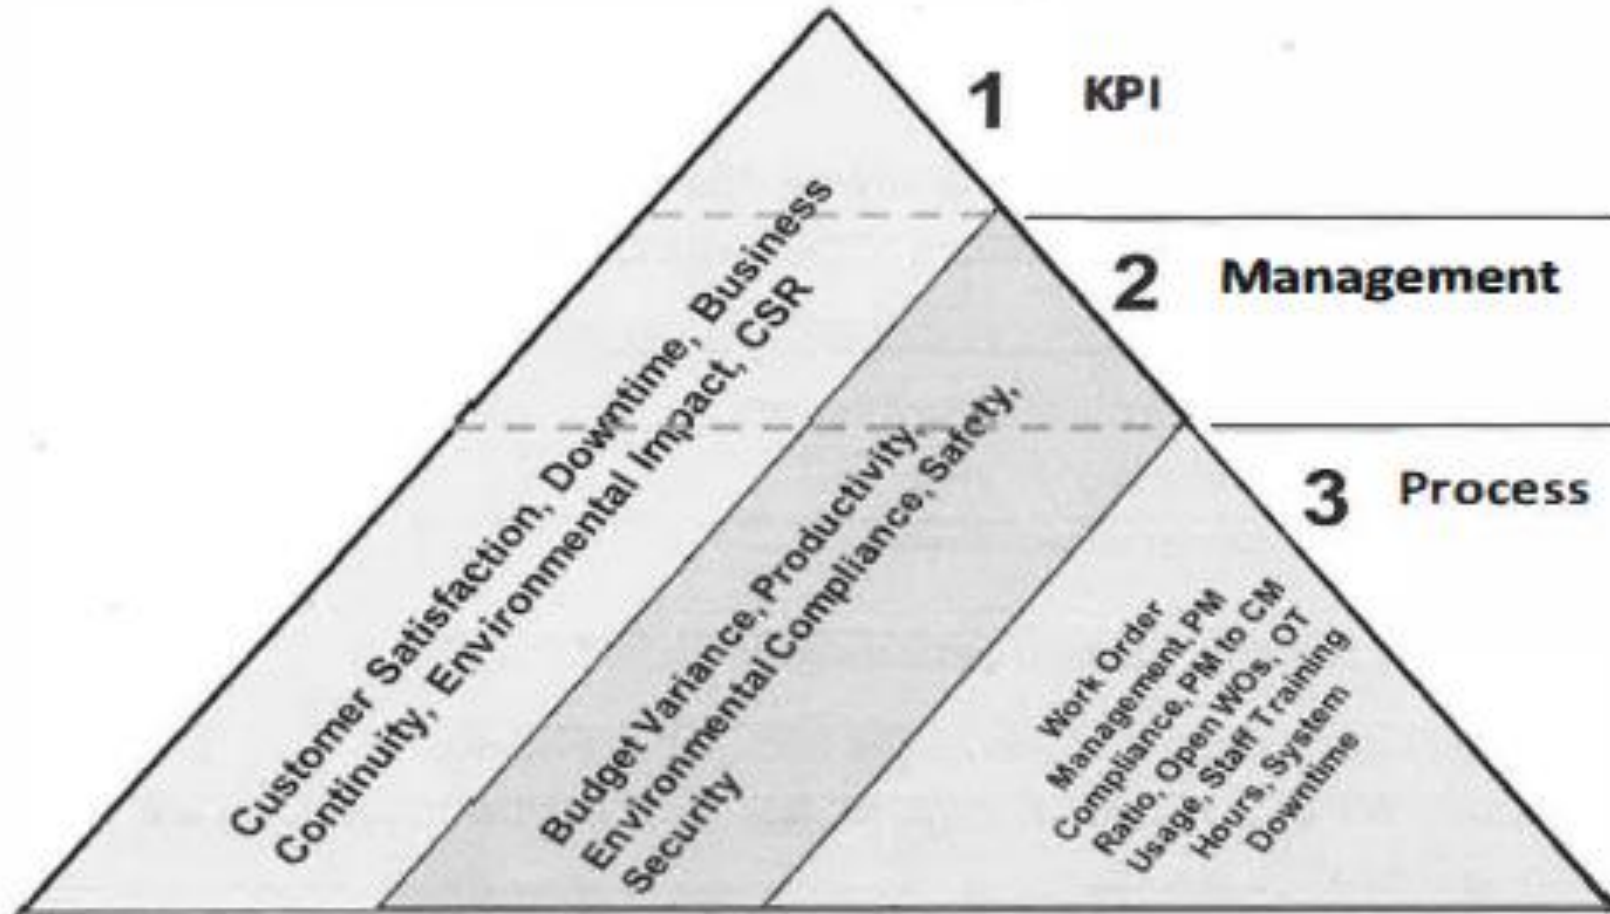 1 KPI
2 Management
3 Process
Customer Satisfaction, Downtime, Business
Continuity, Environmental Impact, CSR
Budget Variance, Productivity,
Environmental Compliance, Safety,
Security
Work Order
Management, PM
Compliance, PM to CM
Ratio, Open WOs, OT
Usage, Staff Training
Hours, System
Downtime